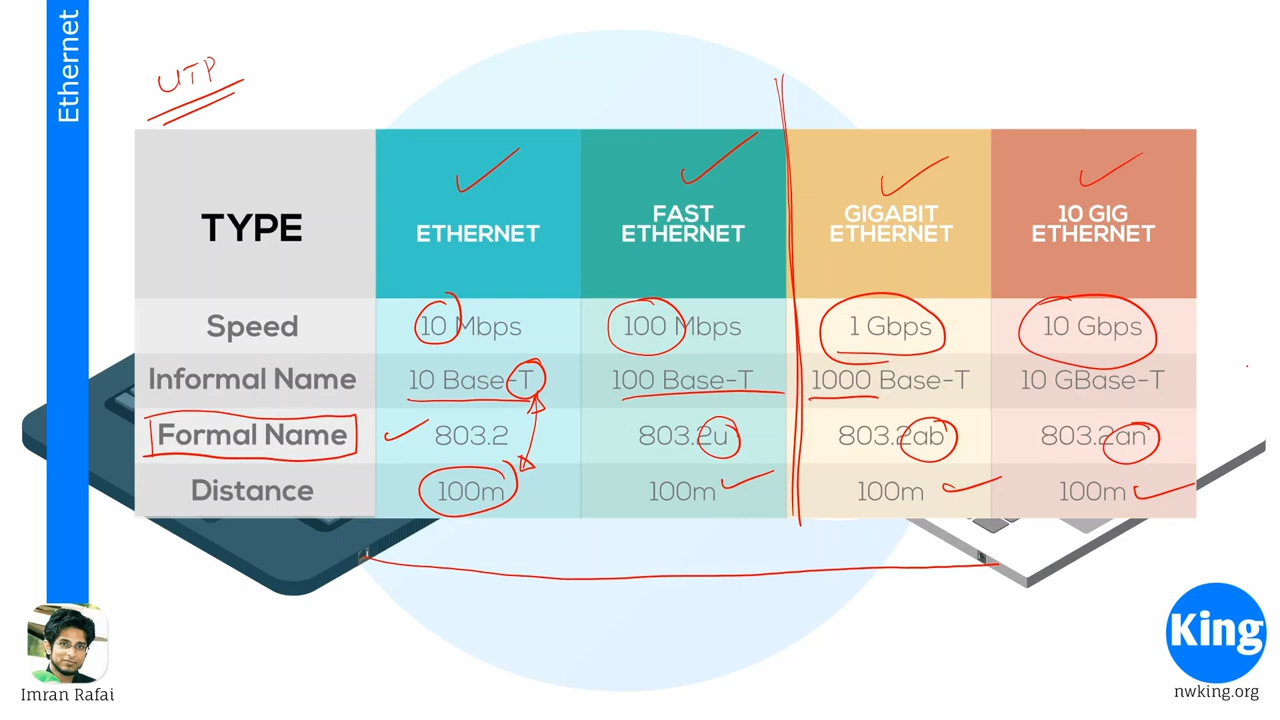 Ethernet
UTP
TYPE
ETHERNET
FAST
ETHERNET
GIGABIT
ETHERNET
10 GIG
ETHERNET
Speed 10 Mbps 100 Mbps 1 Gbps 10 Gbps
Informal Name 10 Base-T 100 Base-T 1000 Base-T 10 GBase-T
Formal Name 803.2 803.2u 803.2ab 803.2an
Distance 100m 100m 100m 100m
Imran Rafai
King
nwking.org